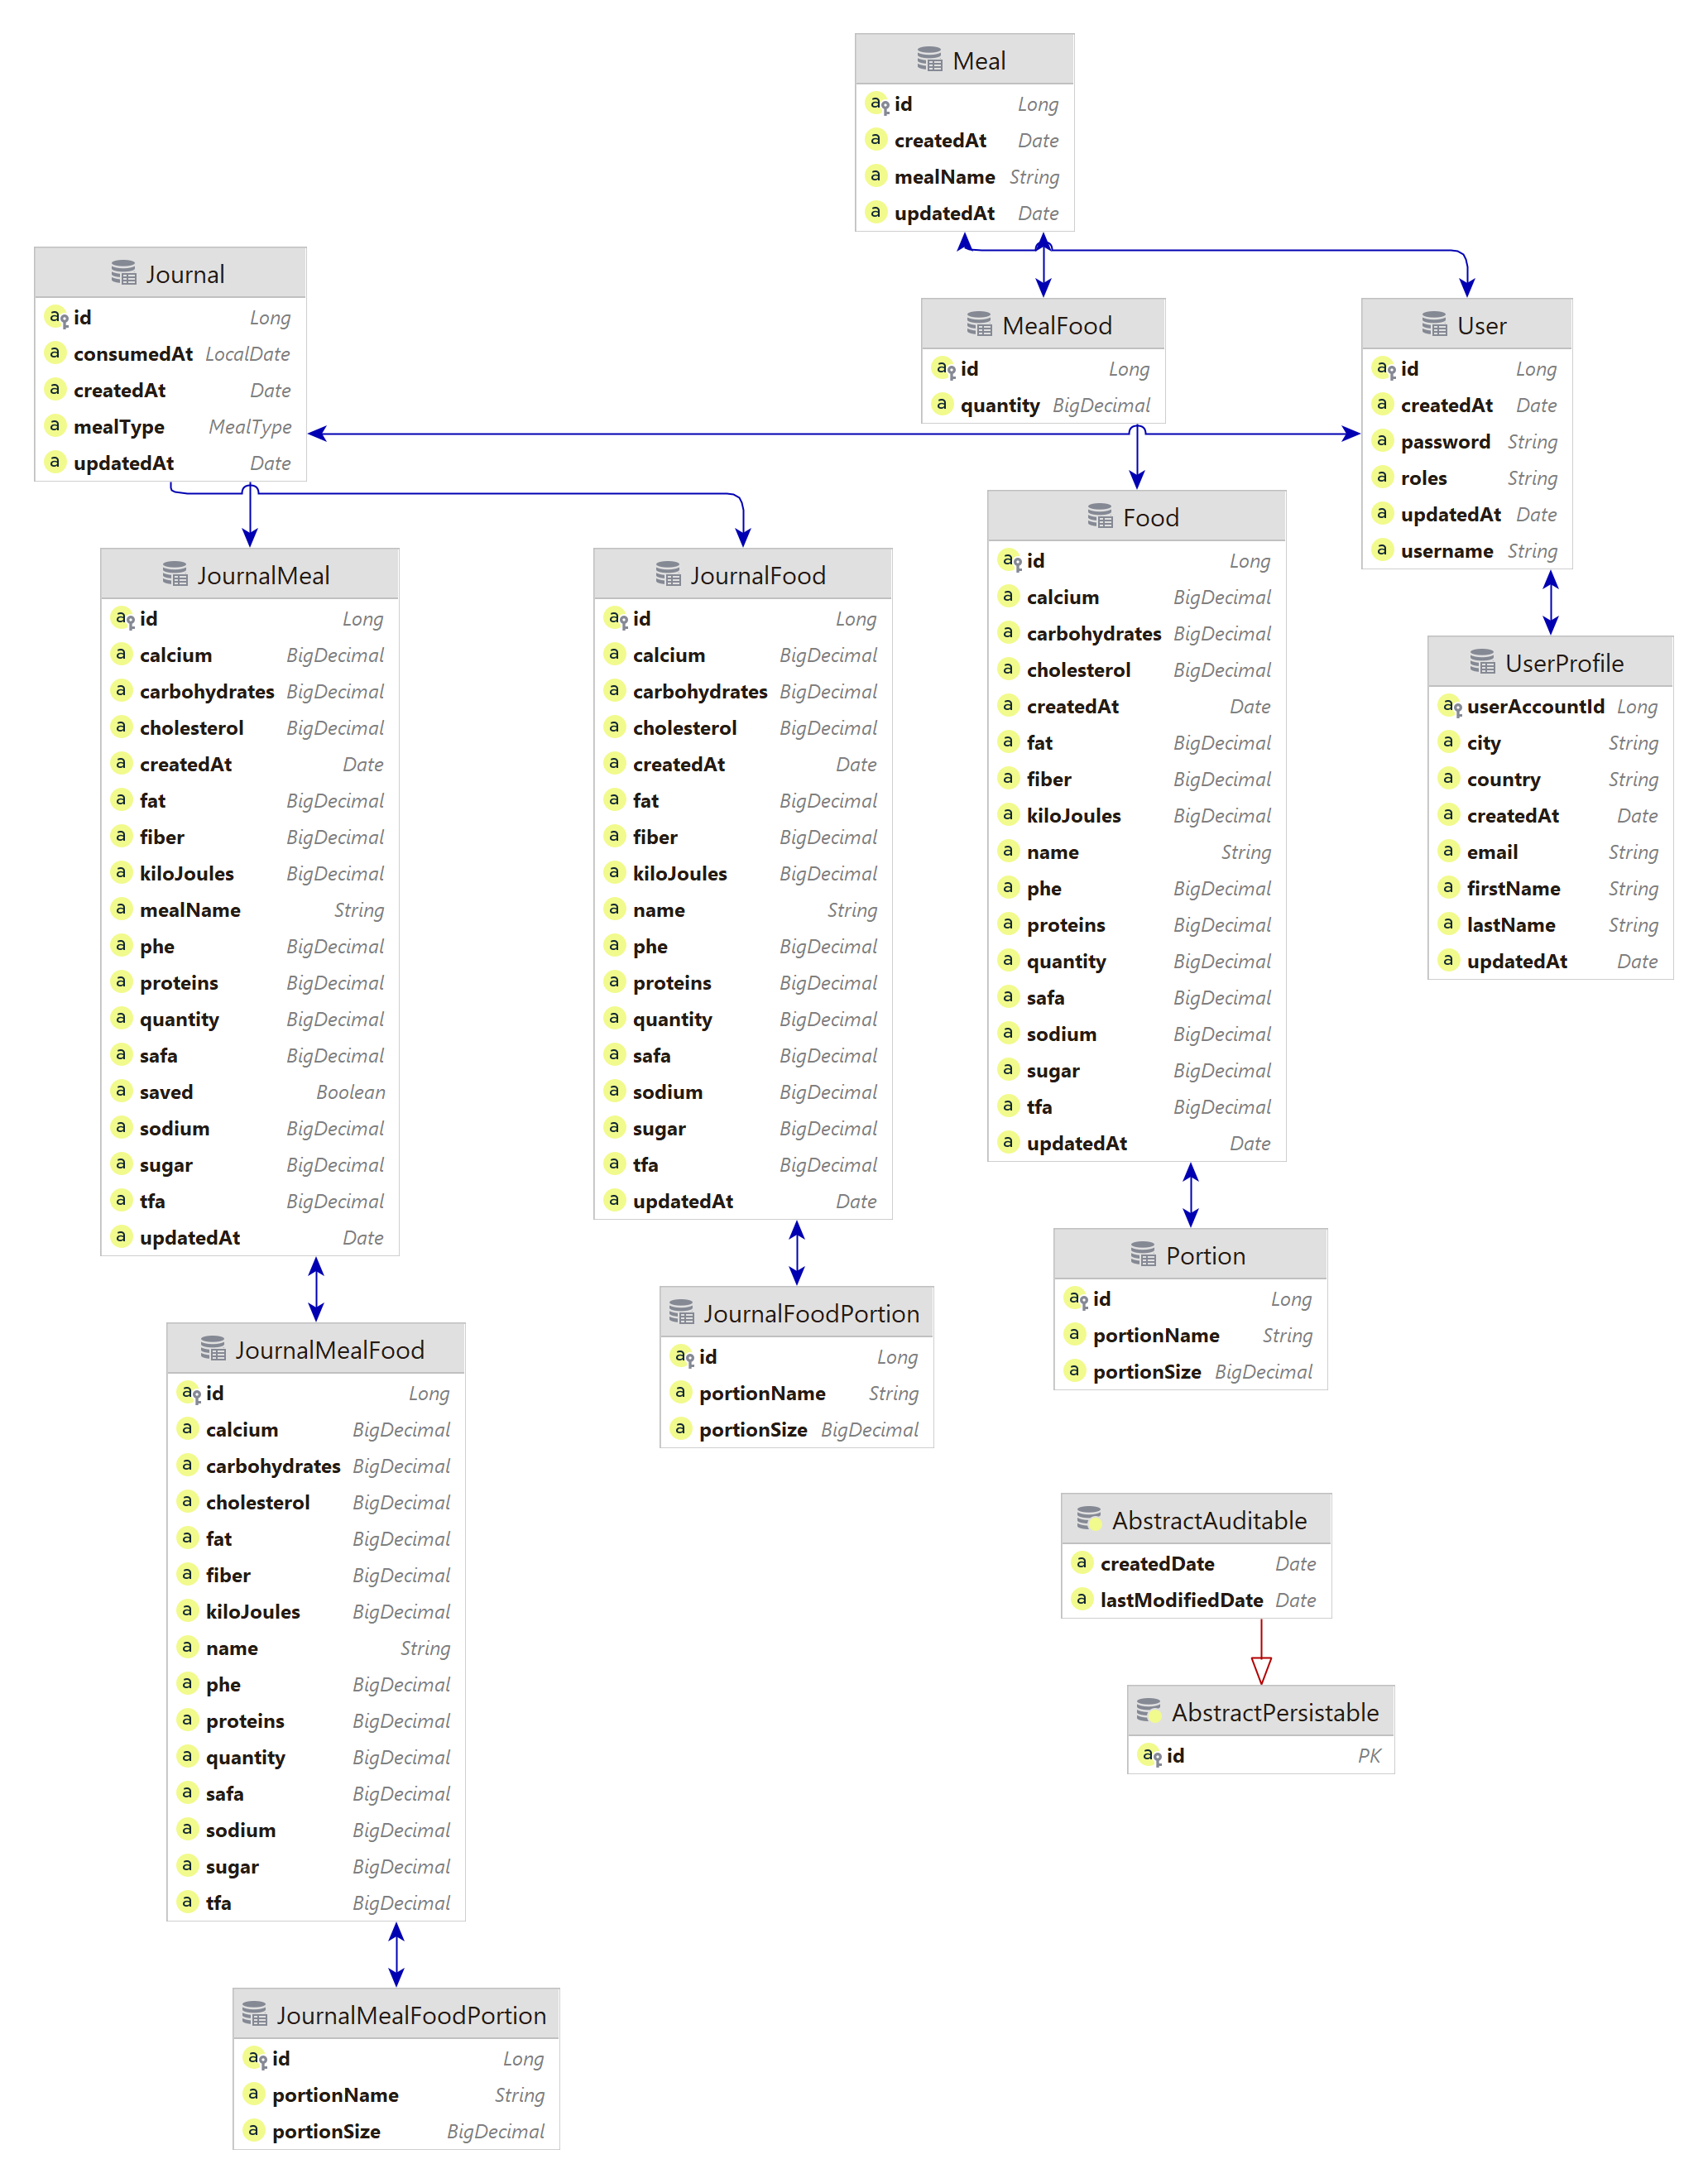 Meal
id Long
createdAt Date
mealName String
updatedAt Date
Journal
id Long
consumedAt LocalDate
createdAt Date
mealType MealType
updatedAt Date
MealFood
id Long
quantity BigDecimal
User
id Long
createdAt Date
password String
roles String
updatedAt Date
username String
JournalMeal
id Long
calcium BigDecimal
carbohydrates BigDecimal
cholesterol BigDecimal
createdAt Date
fat BigDecimal
fiber BigDecimal
kiloJoules BigDecimal
mealName String
phe BigDecimal
proteins BigDecimal
quantity BigDecimal
safa BigDecimal
saved Boolean
sodium BigDecimal
sugar BigDecimal
tfa BigDecimal
updatedAt Date
JournalFood
id Long
calcium BigDecimal
carbohydrates BigDecimal
cholesterol BigDecimal
createdAt Date
fat BigDecimal
fiber BigDecimal
kiloJoules BigDecimal
name String
phe BigDecimal
proteins BigDecimal
quantity BigDecimal
safa BigDecimal
sodium BigDecimal
sugar BigDecimal
tfa BigDecimal
updatedAt Date
Food
id Long
calcium BigDecimal
carbohydrates BigDecimal
cholesterol BigDecimal
createdAt Date
fat BigDecimal
fiber BigDecimal
kiloJoules BigDecimal
name String
phe BigDecimal
proteins BigDecimal
quantity BigDecimal
safa BigDecimal
sodium BigDecimal
sugar BigDecimal
tfa BigDecimal
updatedAt Date
UserProfile
userAccountId Long
city String
country String
createdAt Date
email String
firstName String
lastName String
updatedAt Date
JournalMealFood
id Long
calcium BigDecimal
carbohydrates BigDecimal
cholesterol BigDecimal
fat BigDecimal
fiber BigDecimal
kiloJoules BigDecimal
name String
phe BigDecimal
proteins BigDecimal
quantity BigDecimal
safa BigDecimal
sodium BigDecimal
sugar BigDecimal
tfa BigDecimal
JournalFoodPortion
id Long
portionName String
portionSize BigDecimal
Portion
id Long
portionName String
portionSize BigDecimal
AbstractAuditable
createdDate Date
lastModifiedDate Date
AbstractPersistable
id PK
JournalMealFoodPortion
id Long
portionName String
portionSize BigDecimal